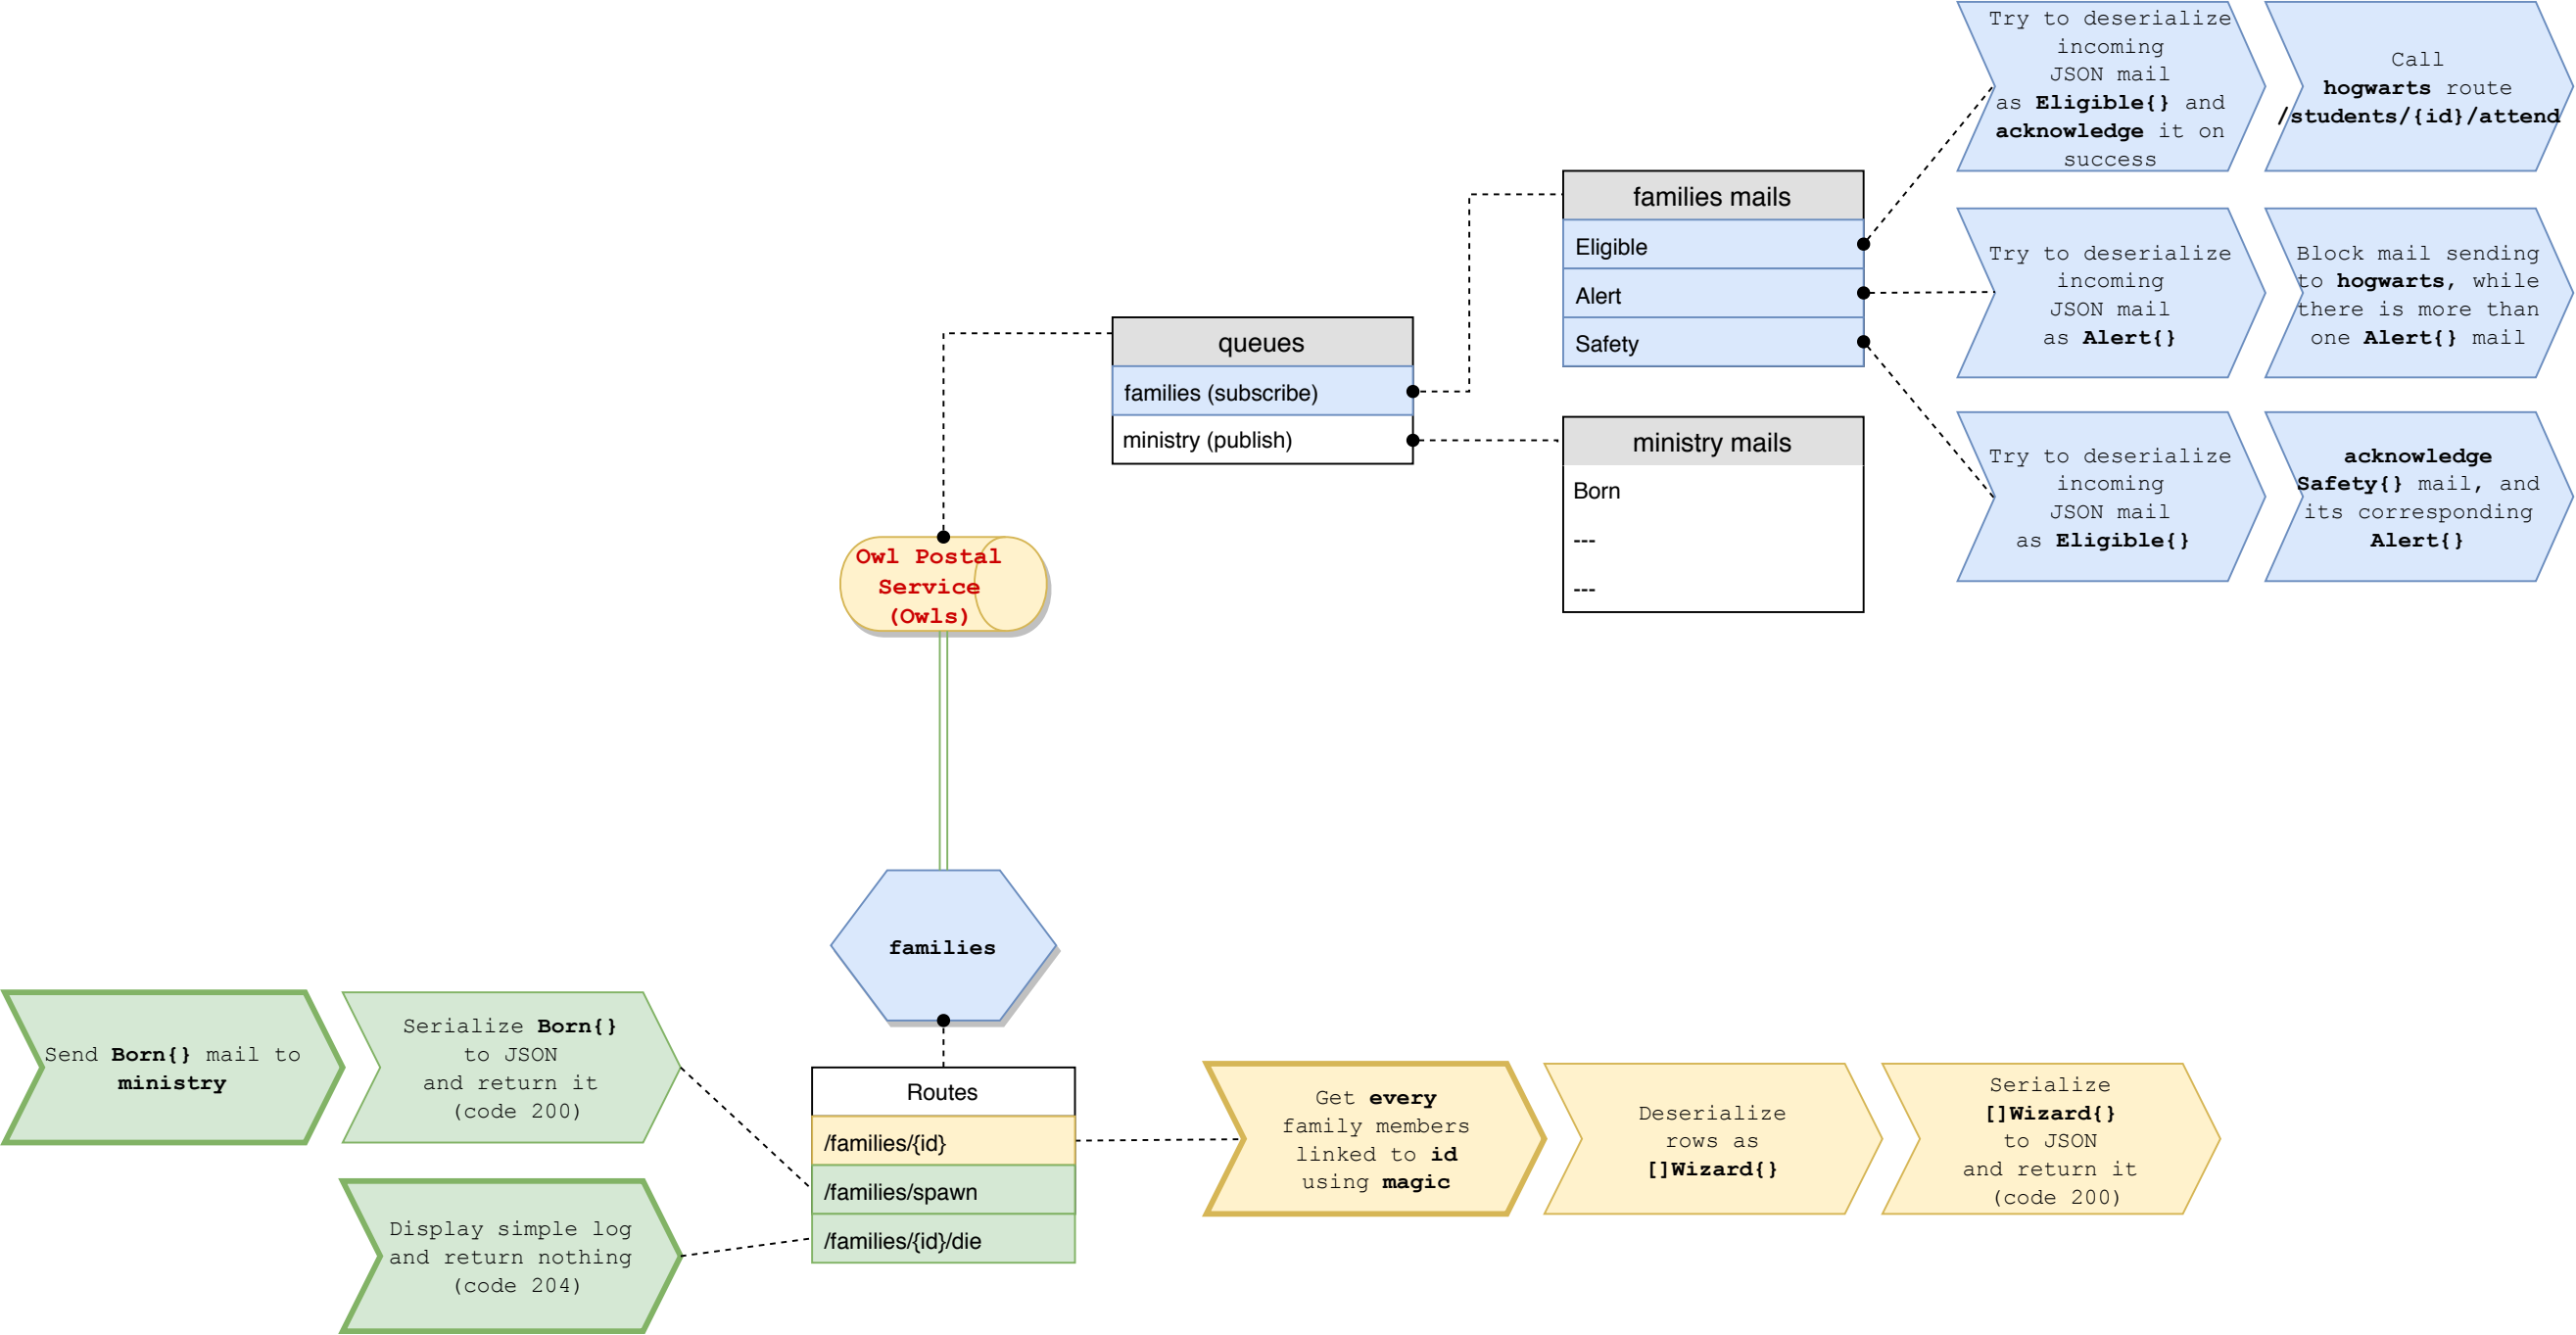 Try to deserialize
incoming
JSON mail
as Eligible{} and
acknowledge it on
success
Call
hogwarts route
/students/{id}/attend
families mails
Eligible
Alert
Safety
Try to deserialize
incoming
JSON mail
as Alert{}
Block mail sending
to hogwarts, while
there is more than
one Alert{} mail
queues
families (subscribe)
ministry (publish)
ministry mails
Born
---
---
Try to deserialize
incoming
JSON mail
as Eligible{}
acknowledge
Safety{} mail, and
its corresponding
Alert{}
Owl Postal
Service
(Owls)
families
Send Born{} mail to
ministry
Serialize Born{}
to JSON
and return it
(code 200)
Routes
/families/{id}
/families/spawn
/families/{id}/die
Get every
family members
linked to id
using magic
Deserialize
rows as
[]Wizard{}
Serialize
[]Wizard{}
to JSON
and return it
(code 200)
Display simple log
and return nothing
(code 204)